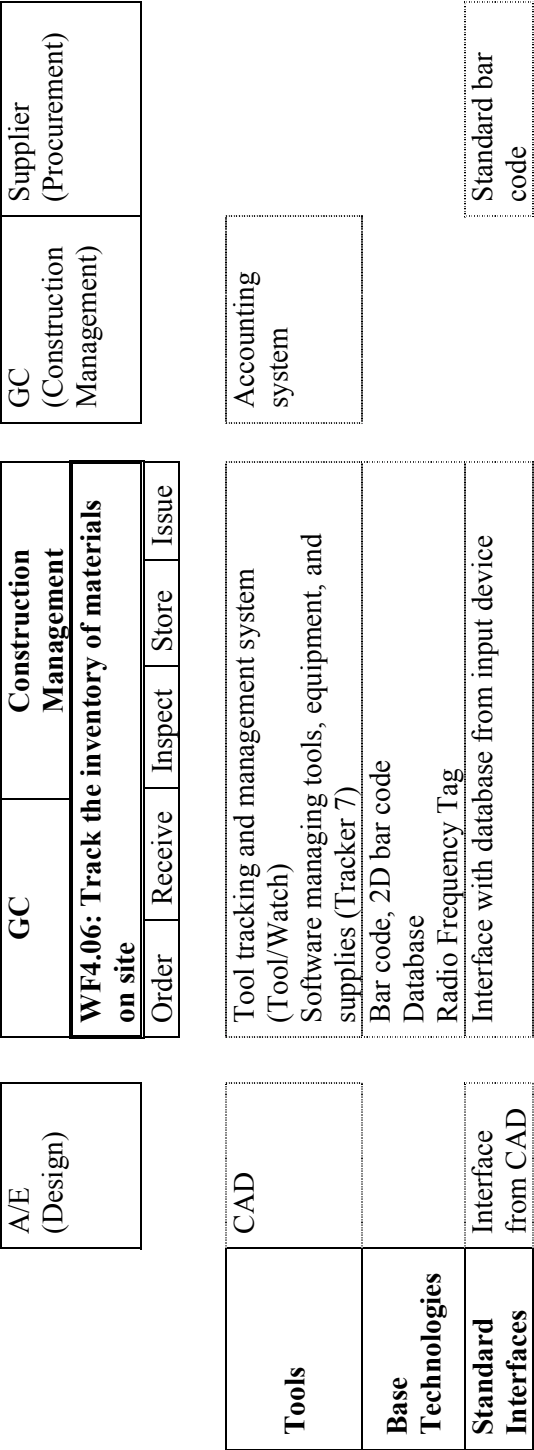 A/E
(Design)
GC
Construction
Management
WF4.06: Track the inventory of materials
on site
Order
Receive
Inspect
Store
Issue
GC
(Construction
Management)
Supplier
(Procurement)
Tools
CAD
Tool tracking and management system
(Tool/Watch)
Software managing tools, equipment, and
supplies (Tracker 7)
Accounting
system
Base
Technologies
Bar code, 2D bar code
Database
Radio Frequency Tag
Standard
Interfaces
Interface
from CAD
Interface with database from input device
Standard bar
code